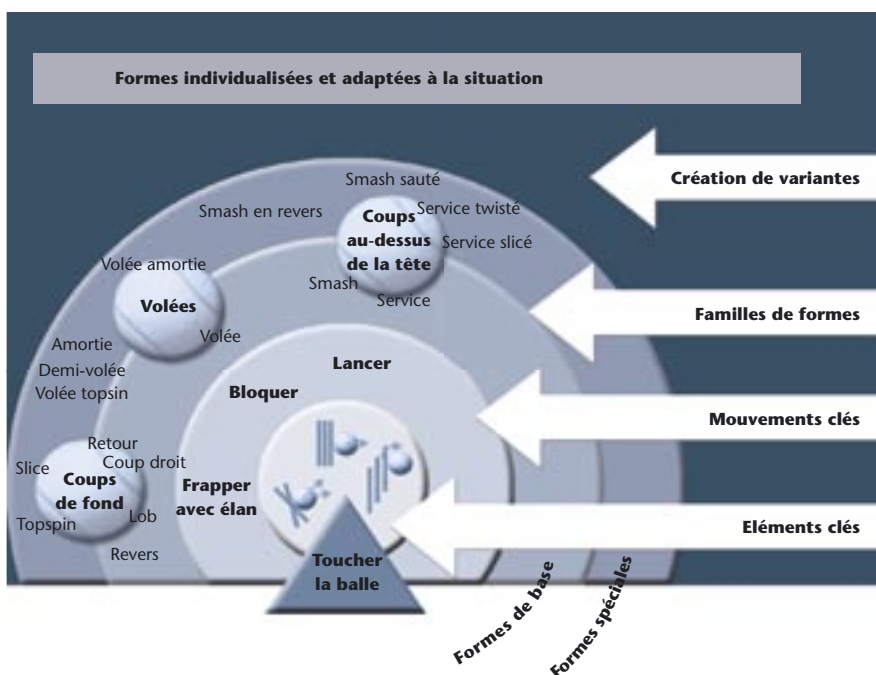 Formes individualisées et adaptées à la situation
Création de variantes
Smash sauté
Smash en revers
Service twisté
Coups
au-dessus
de la tête
Service slicé
Smash
Service
Familles de formes
Volée amortie
Volées
Volée
Amortie
Demi-volée
Volée topsin
Lancer
Bloquer
Mouvements clés
Retour
Coup droit
Slice
Coups
de fond
Topspin
Lob
Revers
Frapper
avec élan
Eléments clés
Toucher
la balle
Formes de base
Formes spéciales